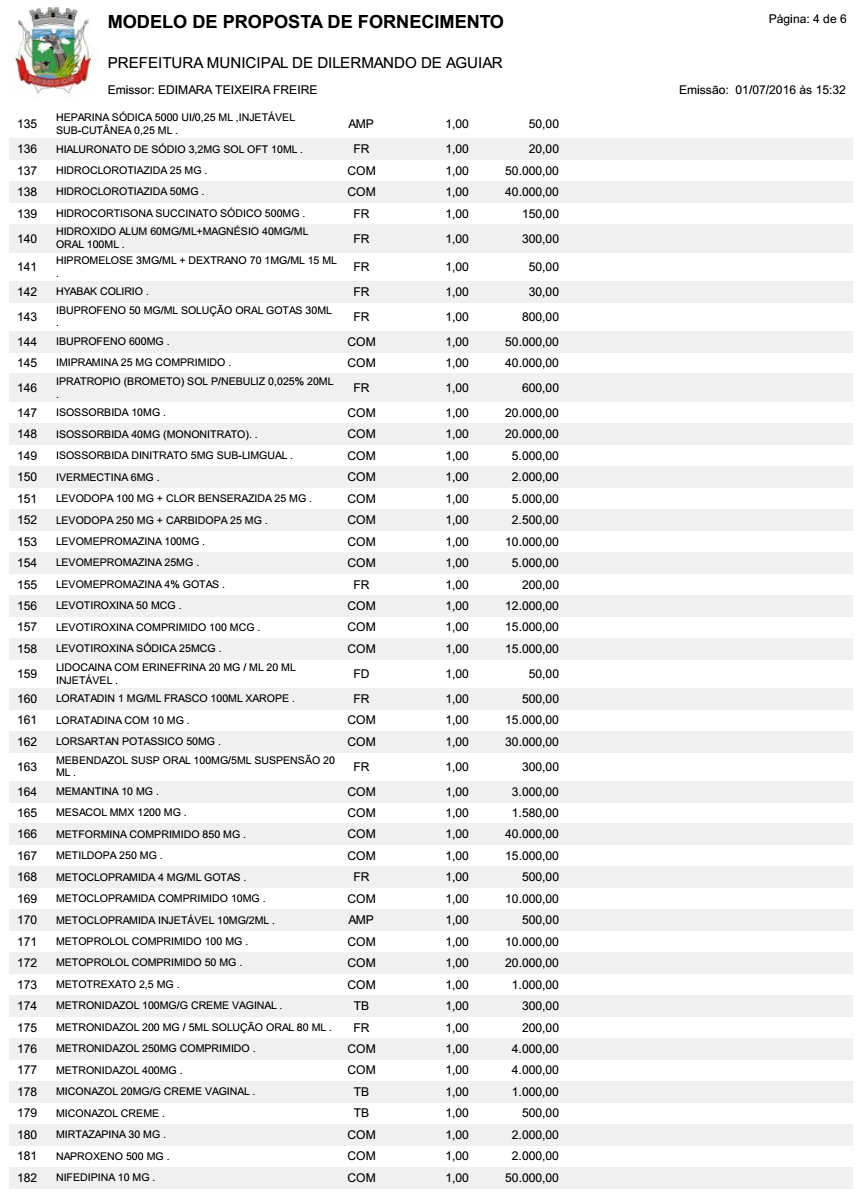 MODELO DE PROPOSTA DE FORNECIMENTO
Página: 4 de 6
PREFEITURA MUNICIPAL DE DILERMANDO DE AGUIAR
Emissor: EDIMARA TEIXEIRA FREIRE
Emissão: 01/07/2016 às 15:32
135 HEPARINA SÓDICA 5000 UI/0,25 ML ,INJETÁVEL
SUB-CUTÂNEA 0,25 ML . AMP 1,00 50,00
136 HIALURONATO DE SÓDIO 3,2MG SOL OFT 10ML . FR 1,00 20,00
137 HIDROCLOROTIAZIDA 25 MG . COM 1,00 50.000,00
138 HIDROCLOROTIAZIDA 50MG . COM 1,00 40.000,00
139 HIDROCORTISONA SUCCINATO SÓDICO 500MG . FR 1,00 150,00
140 HIDROXIDO ALUM 60MG/ML+MAGNÉSIO 40MG/ML
ORAL 100ML . FR 1,00 300,00
141 HIPROMELOSE 3MG/ML + DEXTRANO 70 1MG/ML 15 ML
. FR 1,00 50,00
142 HYABAK COLIRIO . FR 1,00 30,00
143 IBUPROFENO 50 MG/ML SOLUÇÃO ORAL GOTAS 30ML
. FR 1,00 800,00
144 IBUPROFENO 600MG . COM 1,00 50.000,00
145 IMIPRAMINA 25 MG COMPRIMIDO . COM 1,00 40.000,00
146 IPRATROPIO (BROMETO) SOL P/NEBULIZ 0,025% 20ML
. FR 1,00 600,00
147 ISOSSORBIDA 10MG . COM 1,00 20.000,00
148 ISOSSORBIDA 40MG (MONONITRATO). . COM 1,00 20.000,00
149 ISOSSORBIDA DINITRATO 5MG SUB-LIMGUAL . COM 1,00 5.000,00
150 IVERMECTINA 6MG . COM 1,00 2.000,00
151 LEVODOPA 100 MG + CLOR BENSERAZIDA 25 MG . COM 1,00 5.000,00
152 LEVODOPA 250 MG + CARBIDOPA 25 MG . COM 1,00 2.500,00
153 LEVOMEPROMAZINA 100MG . COM 1,00 10.000,00
154 LEVOMEPROMAZINA 25MG . COM 1,00 5.000,00
155 LEVOMEPROMAZINA 4% GOTAS . FR 1,00 200,00
156 LEVOTIROXINA 50 MCG . COM 1,00 12.000,00
157 LEVOTIROXINA COMPRIMIDO 100 MCG . COM 1,00 15.000,00
158 LEVOTIROXINA SÓDICA 25MCG . COM 1,00 15.000,00
159 LIDOCAINA COM ERINEFRINA 20 MG / ML 20 ML
INJETÁVEL . FD 1,00 50,00
160 LORATADIN 1 MG/ML FRASCO 100ML XAROPE . FR 1,00 500,00
161 LORATADINA COM 10 MG . COM 1,00 15.000,00
162 LORSARTAN POTASSICO 50MG . COM 1,00 30.000,00
163 MEBENDAZOL SUSP ORAL 100MG/5ML SUSPENSÃO 20
ML . FR 1,00 300,00
164 MEMANTINA 10 MG . COM 1,00 3.000,00
165 MESACOL MMX 1200 MG . COM 1,00 1.580,00
166 METFORMINA COMPRIMIDO 850 MG . COM 1,00 40.000,00
167 METILDOPA 250 MG . COM 1,00 15.000,00
168 METOCLOPRAMIDA 4 MG/ML GOTAS . FR 1,00 500,00
169 METOCLOPRAMIDA COMPRIMIDO 10MG . COM 1,00 10.000,00
170 METOCLOPRAMIDA INJETÁVEL 10MG/2ML . AMP 1,00 500,00
171 METOPROLOL COMPRIMIDO 100 MG . COM 1,00 10.000,00
172 METOPROLOL COMPRIMIDO 50 MG . COM 1,00 20.000,00
173 METOTREXATO 2,5 MG . COM 1,00 1.000,00
174 METRONIDAZOL 100MG/G CREME VAGINAL . TB 1,00 300,00
175 METRONIDAZOL 200 MG / 5ML SOLUÇÃO ORAL 80 ML . FR 1,00 200,00
176 METRONIDAZOL 250MG COMPRIMIDO . COM 1,00 4.000,00
177 METRONIDAZOL 400MG . COM 1,00 4.000,00
178 MICONAZOL 20MG/G CREME VAGINAL . TB 1,00 1.000,00
179 MICONAZOL CREME . TB 1,00 500,00
180 MIRTAZAPINA 30 MG . COM 1,00 2.000,00
181 NAPROXENO 500 MG . COM 1,00 2.000,00
182 NIFEDIPINA 10 MG . COM 1,00 50.000,00